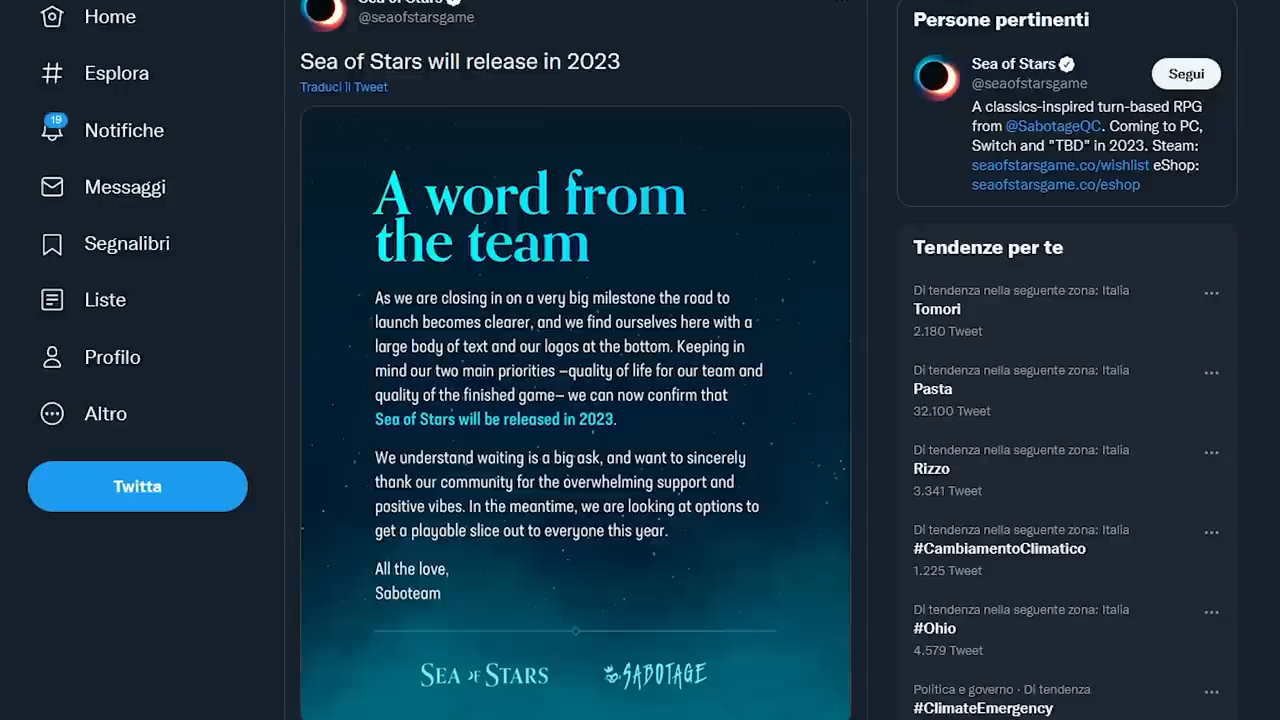 Home
Esplora
19
Notifiche
Messaggi
Segnalibri
Liste
Profilo
Altro
Twitta
Sea of Stars
@seaofstarsgame
Sea of Stars will release in 2023
Traduci il Tweet
A word from
the team
As we are closing in on a very big milestone the road to
launch becomes clearer, and we find ourselves here with a
large body of text and our logos at the bottom. Keeping in
mind our two main priorities –quality of life for our team and
quality of the finished game– we can now confirm that
Sea of Stars will be released in 2023.
We understand waiting is a big ask, and want to sincerely
thank our community for the overwhelming support and
positive vibes. In the meantime, we are looking at options to
get a playable slice out to everyone this year.
All the love,
Saboteam
SEA OF STARS
SABOTAGE
Persone pertinenti
Sea of Stars
@seaofstarsgame
Segui
A classics-inspired turn-based RPG
from @SabotageQC. Coming to PC,
Switch and "TBD" in 2023. Steam:
seaofstarsgame.co/wishlist eShop:
seaofstarsgame.co/eshop
Tendenze per te
Di tendenza nella seguente zona: Italia
Tomori
2.180 Tweet
Di tendenza nella seguente zona: Italia
Pasta
32.100 Tweet
Di tendenza nella seguente zona: Italia
Rizzo
3.341 Tweet
Di tendenza nella seguente zona: Italia
#CambiamentoClimatico
1.225 Tweet
Di tendenza nella seguente zona: Italia
#Ohio
4.579 Tweet
Politica e governo · Di tendenza
#ClimateEmergency